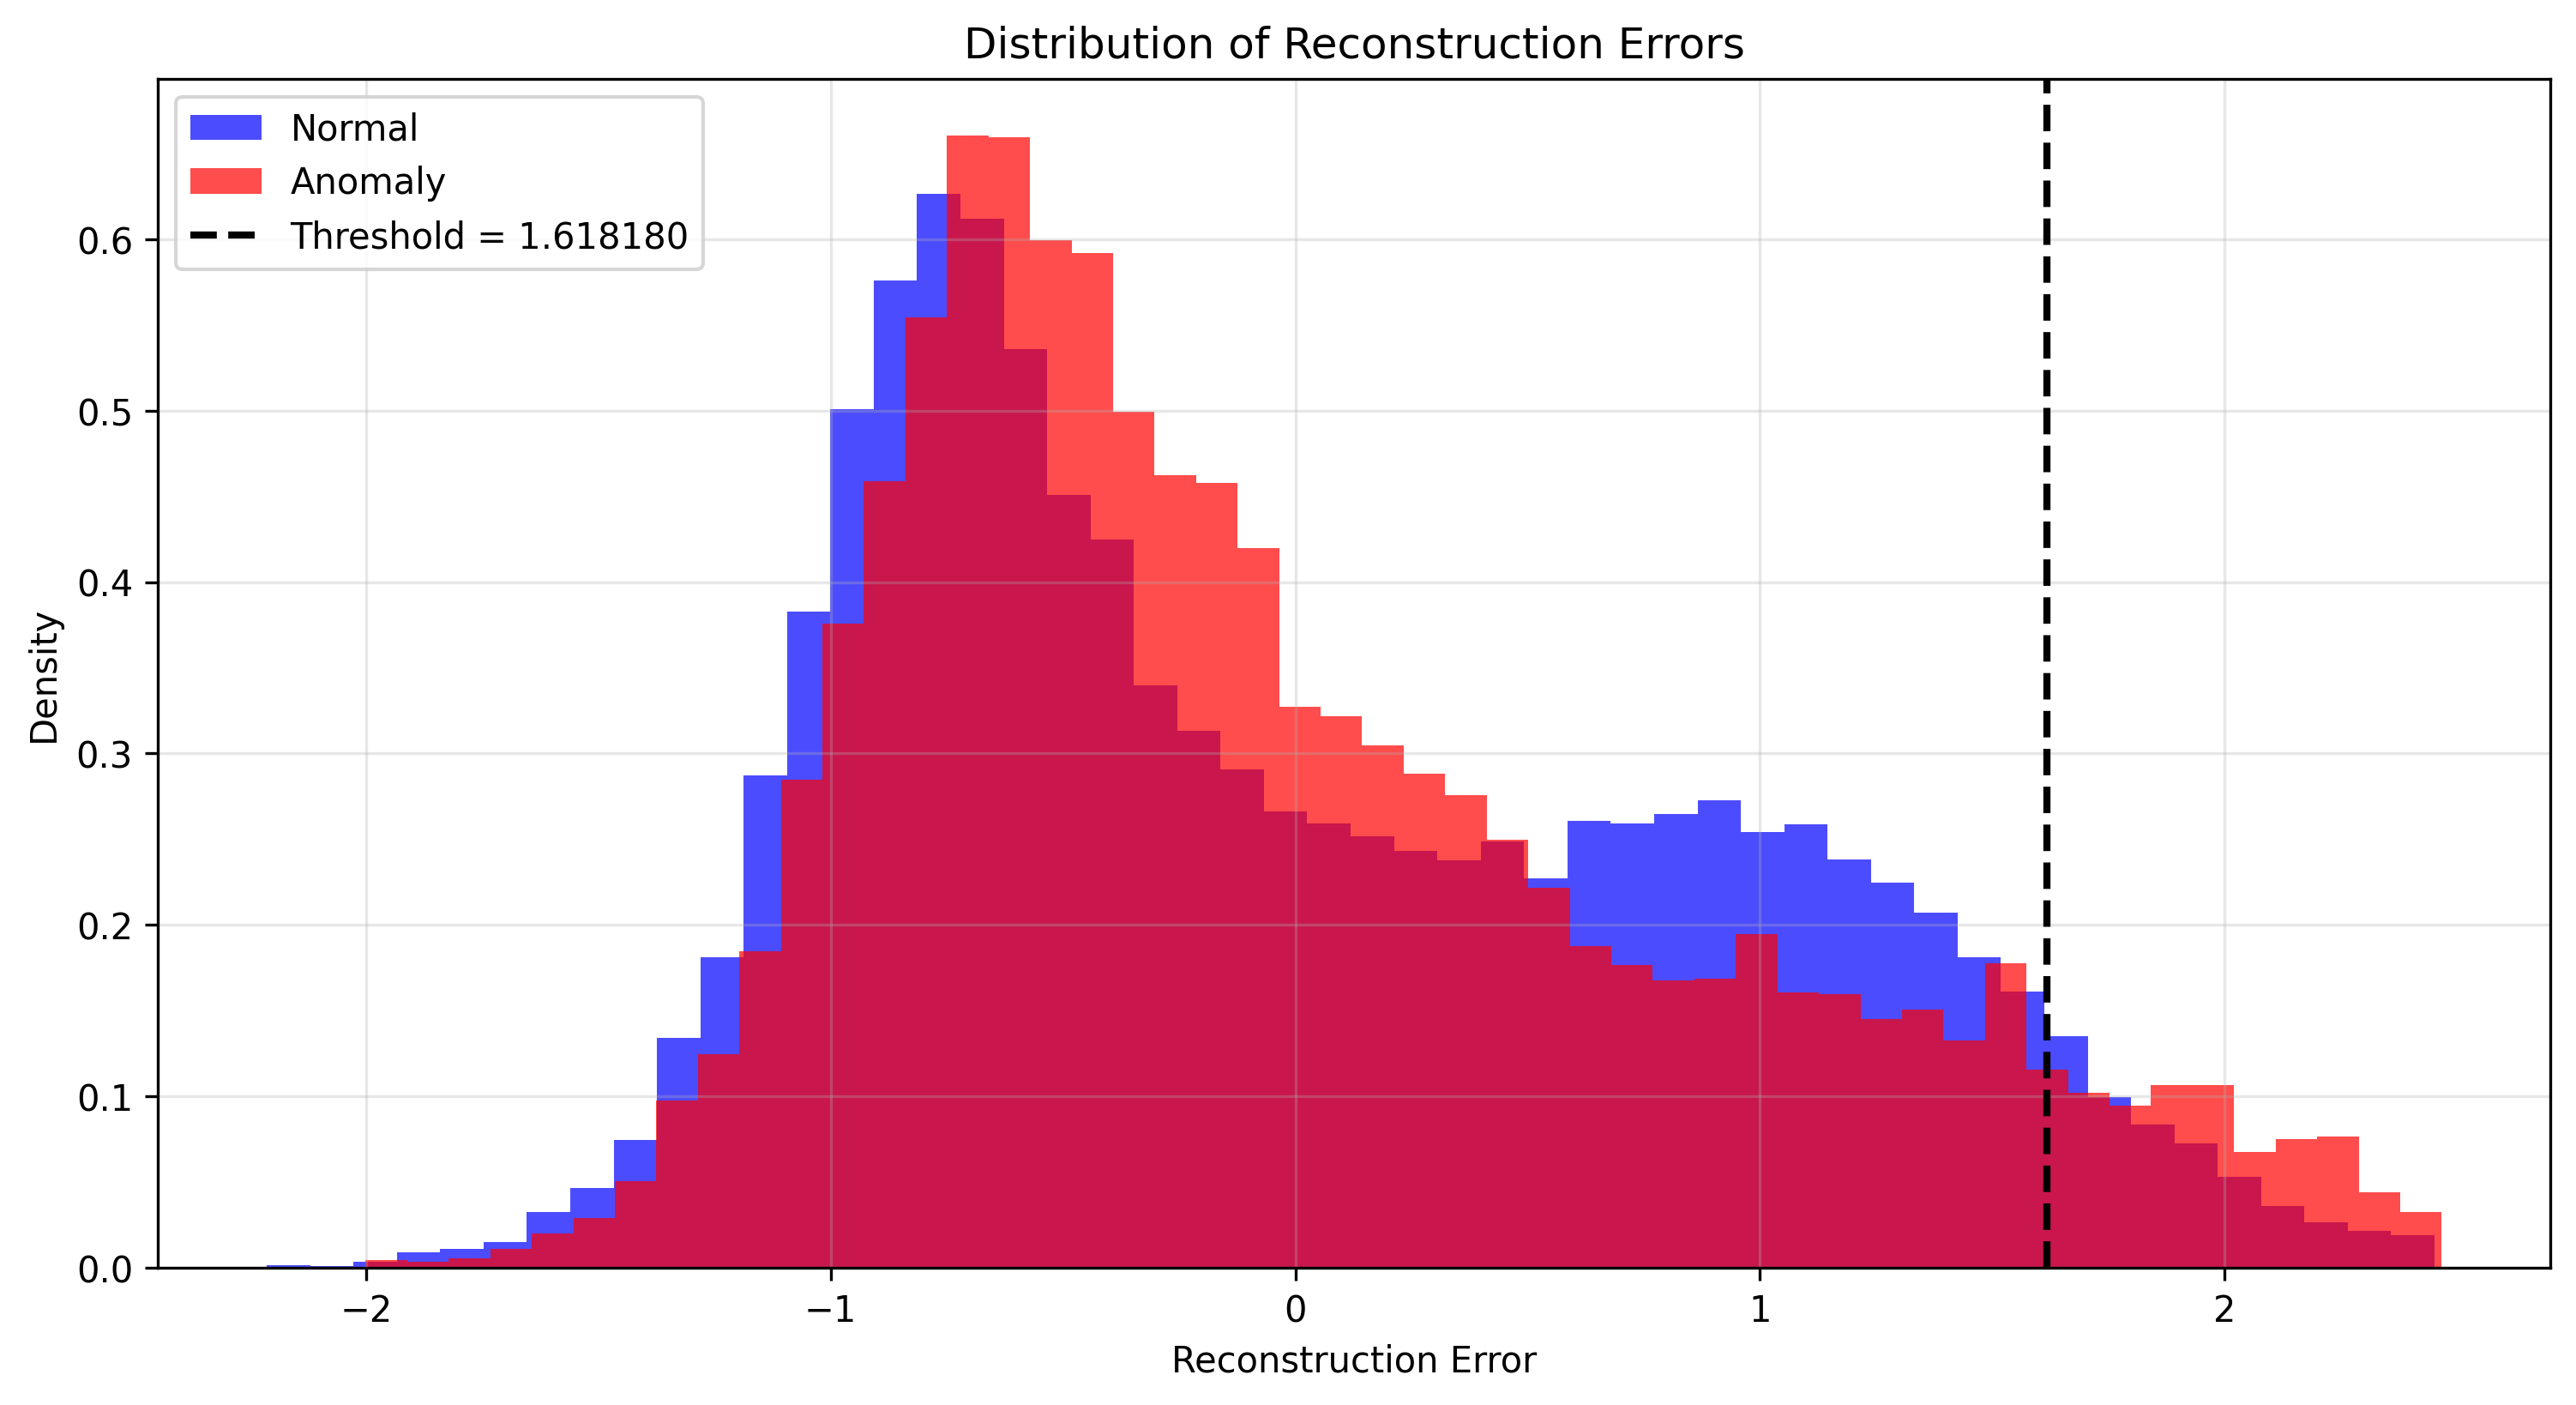 Distribution of Reconstruction Errors
Normal
Anomaly
Threshold = 1.618180
Density
0.6
0.5
0.4
0.3
0.2
0.1
0.0
−2 −1 0 1 2
Reconstruction Error